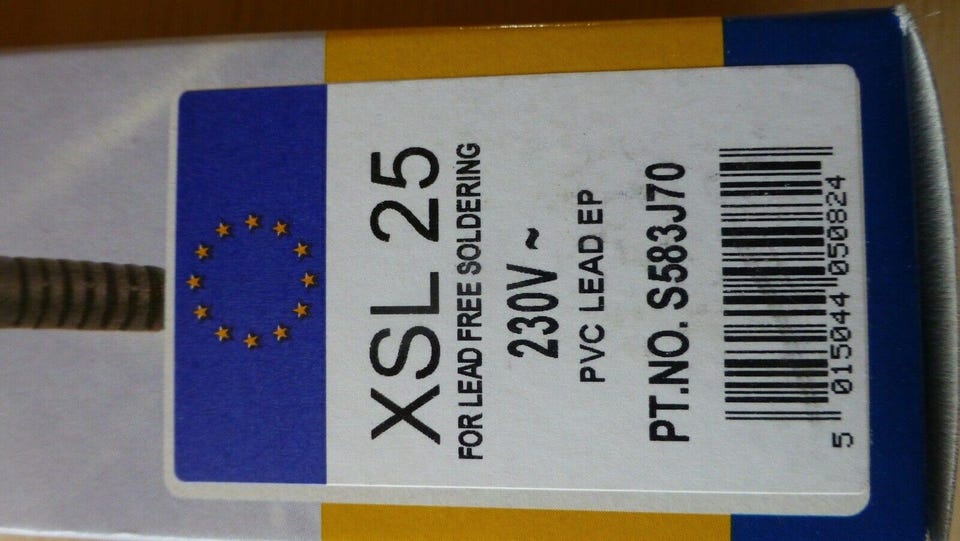 XSL 25
FOR LEAD FREE SOLDERING
230V ~
PVC LEAD EP
PT.NO. S583J70
5 015044 050824